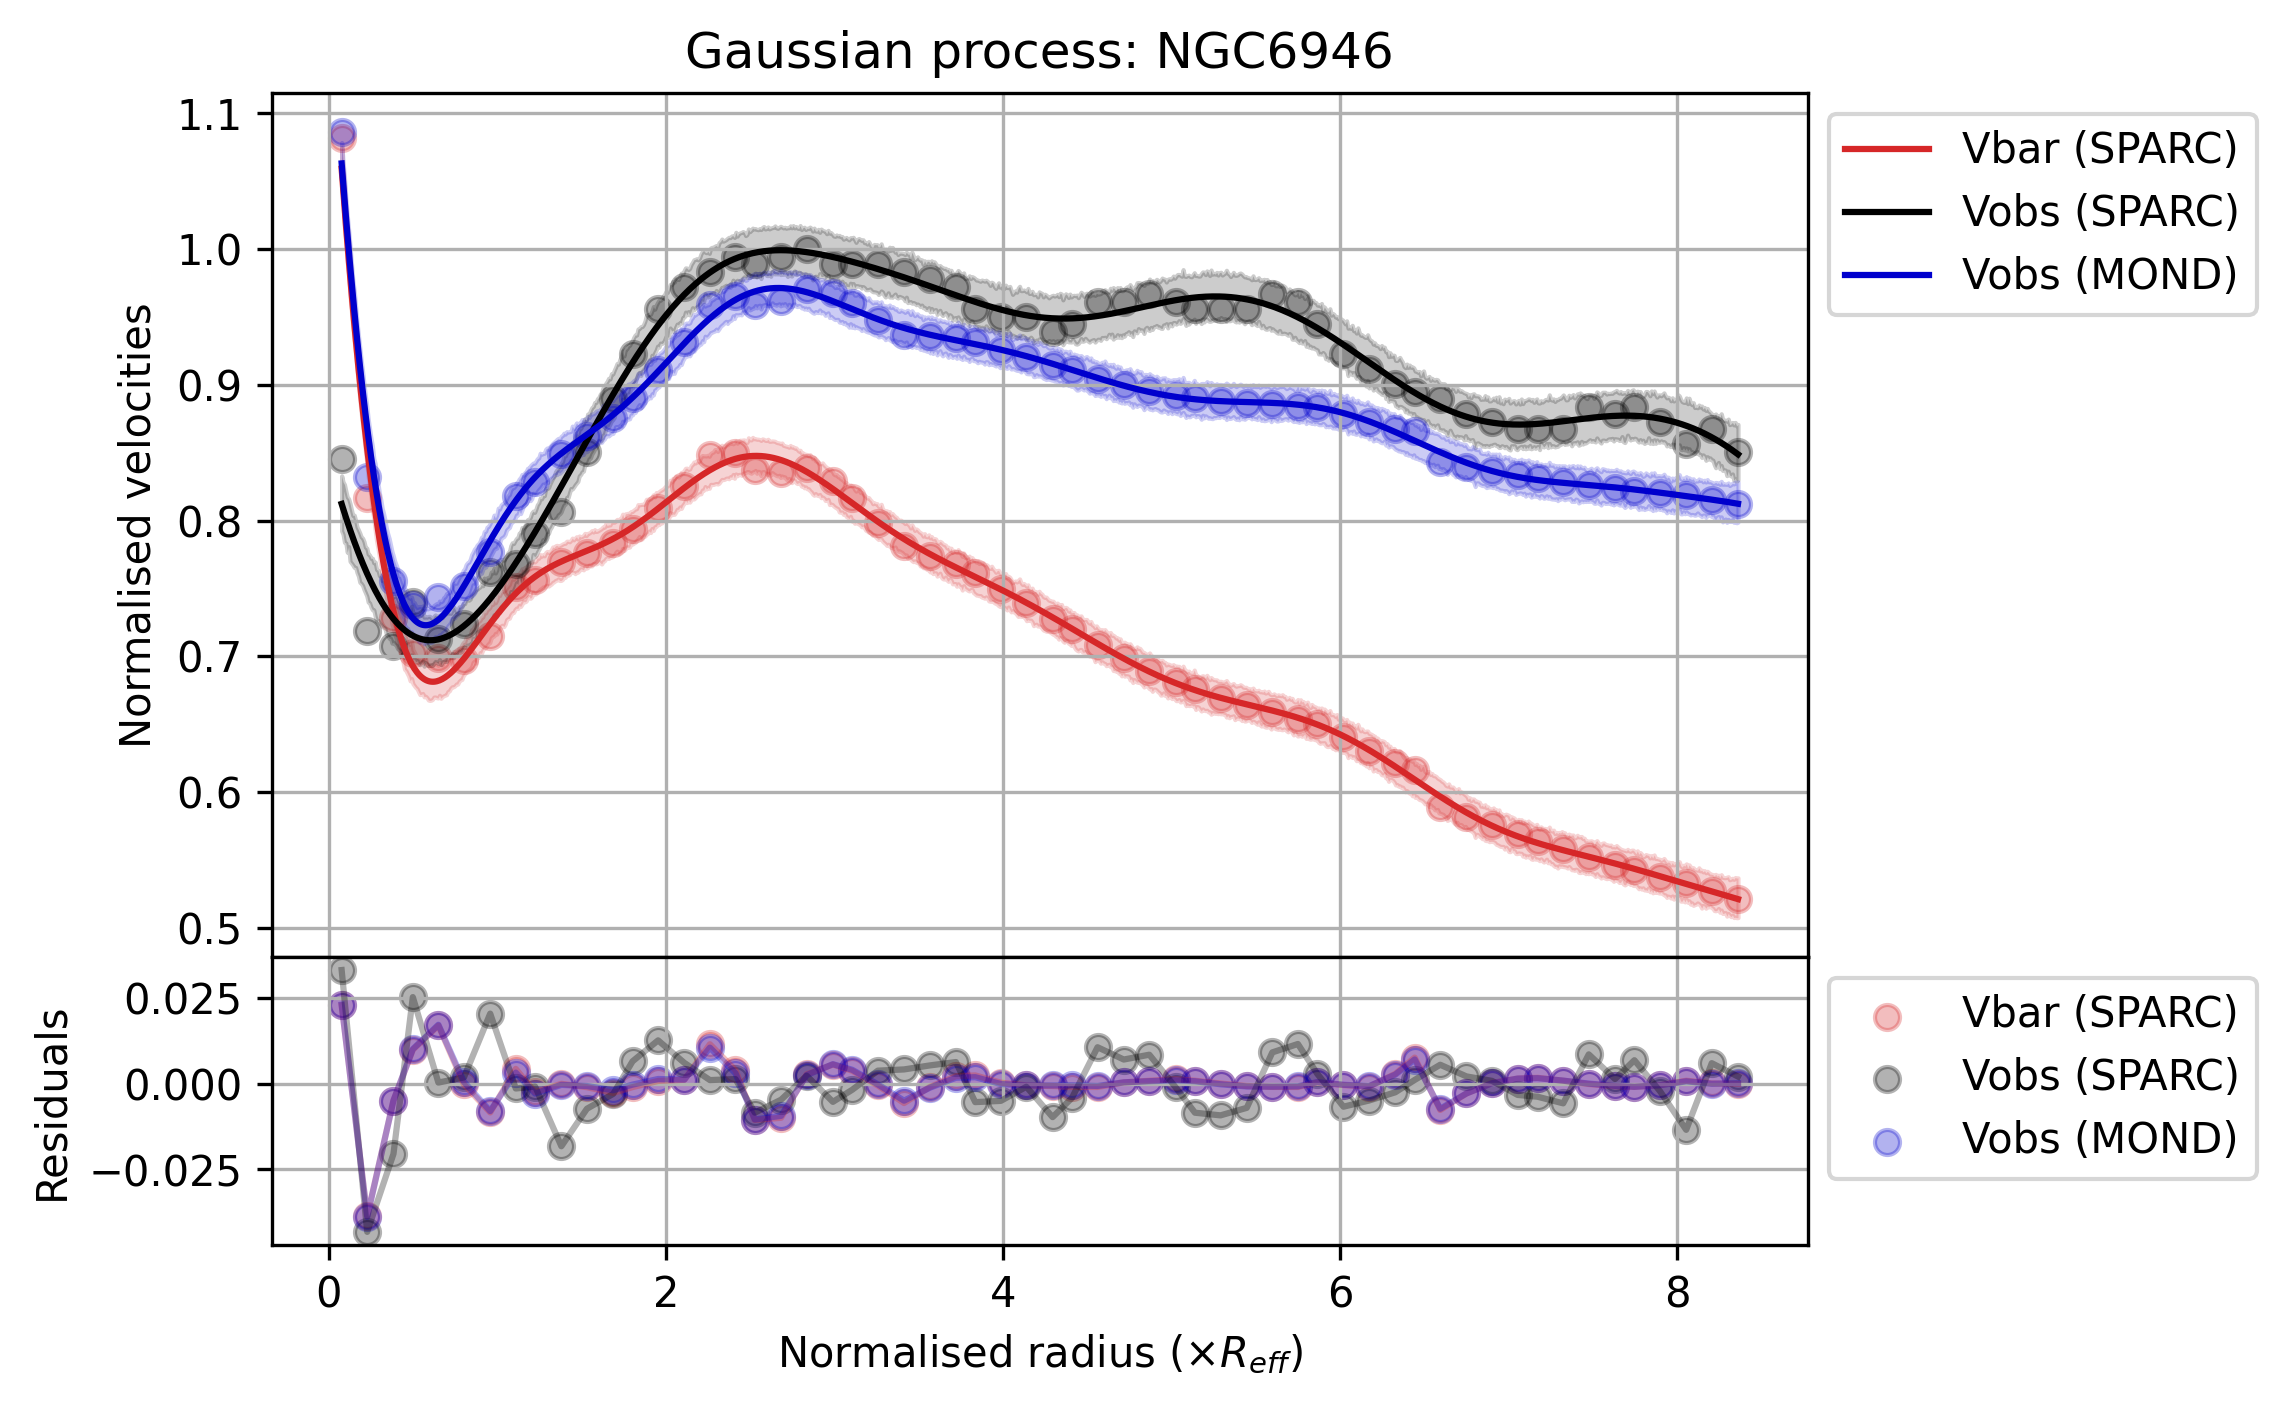 Gaussian process: NGC6946
Normalised velocities
1.1
1.0
0.9
0.8
0.7
0.6
0.5
Vbar (SPARC)
Vobs (SPARC)
Vobs (MOND)
Residuals
0.025
0.000
−0.025
Vbar (SPARC)
Vobs (SPARC)
Vobs (MOND)
0 2 4 6 8
Normalised radius (×R_eff)